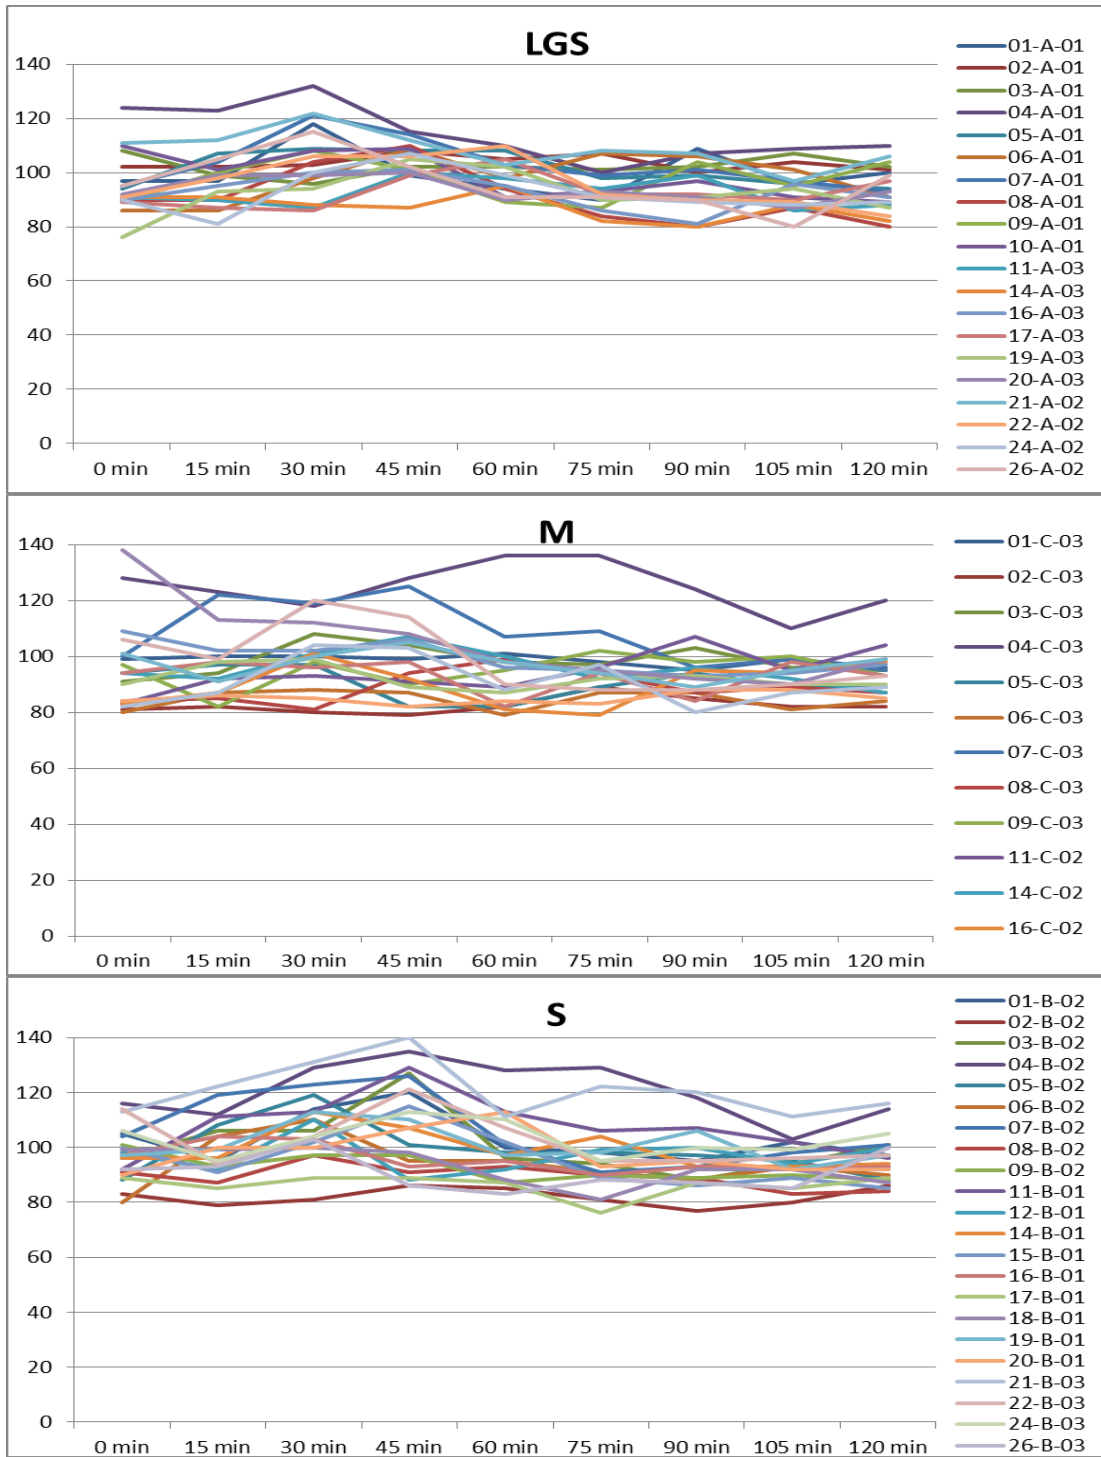 LGS
140
120
100
80
60
40
20
0
0 min 15 min 30 min 45 min 60 min 75 min 90 min 105 min 120 min
01-A-01
02-A-01
03-A-01
04-A-01
05-A-01
06-A-01
07-A-01
08-A-01
09-A-01
10-A-01
11-A-03
14-A-03
16-A-03
17-A-03
19-A-03
20-A-03
21-A-02
22-A-02
24-A-02
26-A-02
M
140
120
100
80
60
40
20
0
0 min 15 min 30 min 45 min 60 min 75 min 90 min 105 min 120 min
01-C-03
02-C-03
03-C-03
04-C-03
05-C-03
06-C-03
07-C-03
08-C-03
09-C-03
11-C-02
14-C-02
16-C-02
S
140
120
100
80
60
40
20
0
0 min 15 min 30 min 45 min 60 min 75 min 90 min 105 min 120 min
01-B-02
02-B-02
03-B-02
04-B-02
05-B-02
06-B-02
07-B-02
08-B-02
09-B-02
11-B-01
12-B-01
14-B-01
15-B-01
16-B-01
17-B-01
18-B-01
19-B-01
20-B-01
21-B-03
22-B-03
24-B-03
26-B-03